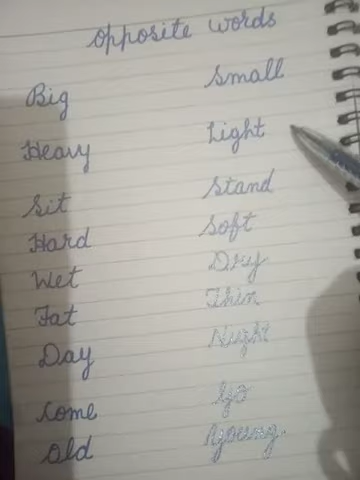 opposite words
Big Small
Heavy Light
Sit Stand
Hard Soft
Wet Dry
Fat Thin
Day Night
Come Go
Old Young.